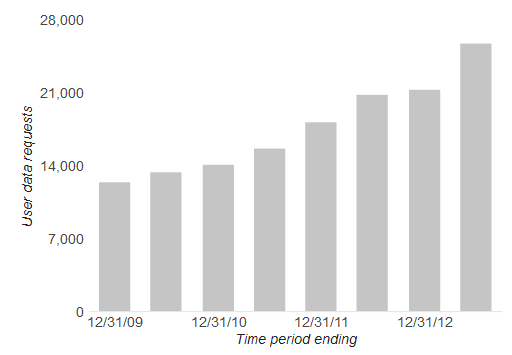 28,000
21,000
14,000
7,000
0
User data requests
12/31/09 12/31/10 12/31/11 12/31/12
Time period ending